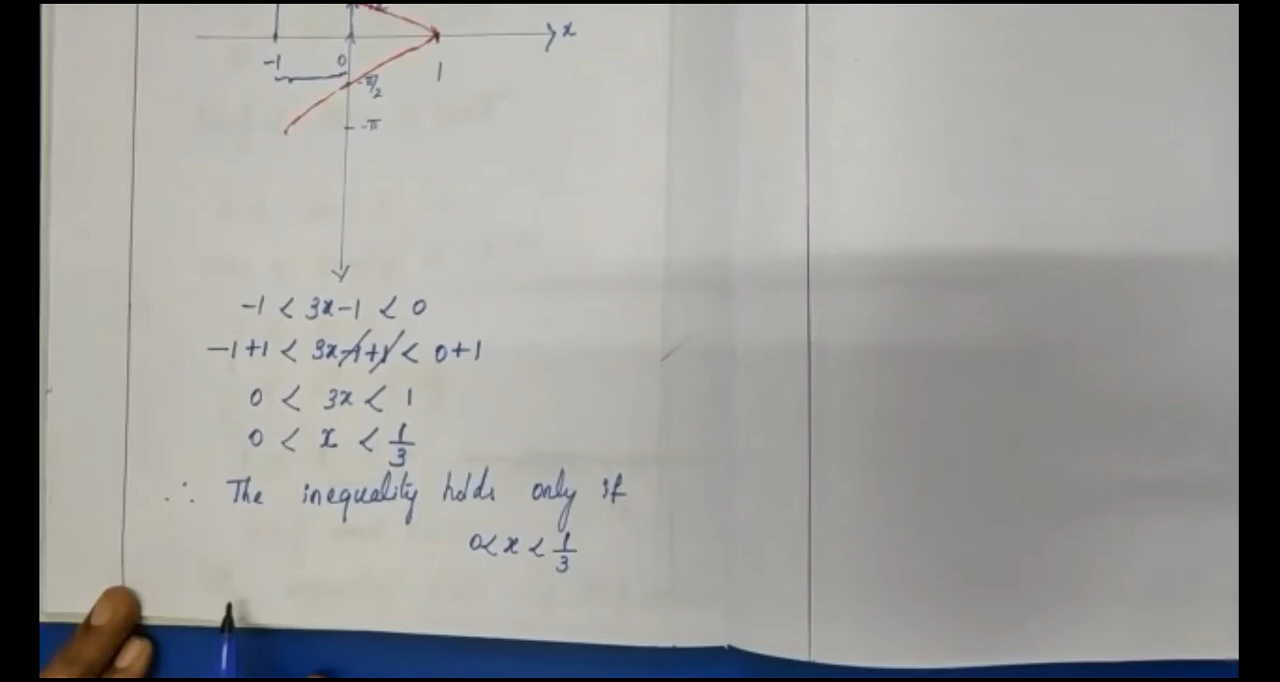 x
-1 0 1
-π/2
-π
-1 < 3x-1 < 0
-1+1 < 3x-1+1 < 0+1
0 < 3x < 1
0 < x < 1/3
∴ The inequality holds only if
0< x < 1/3